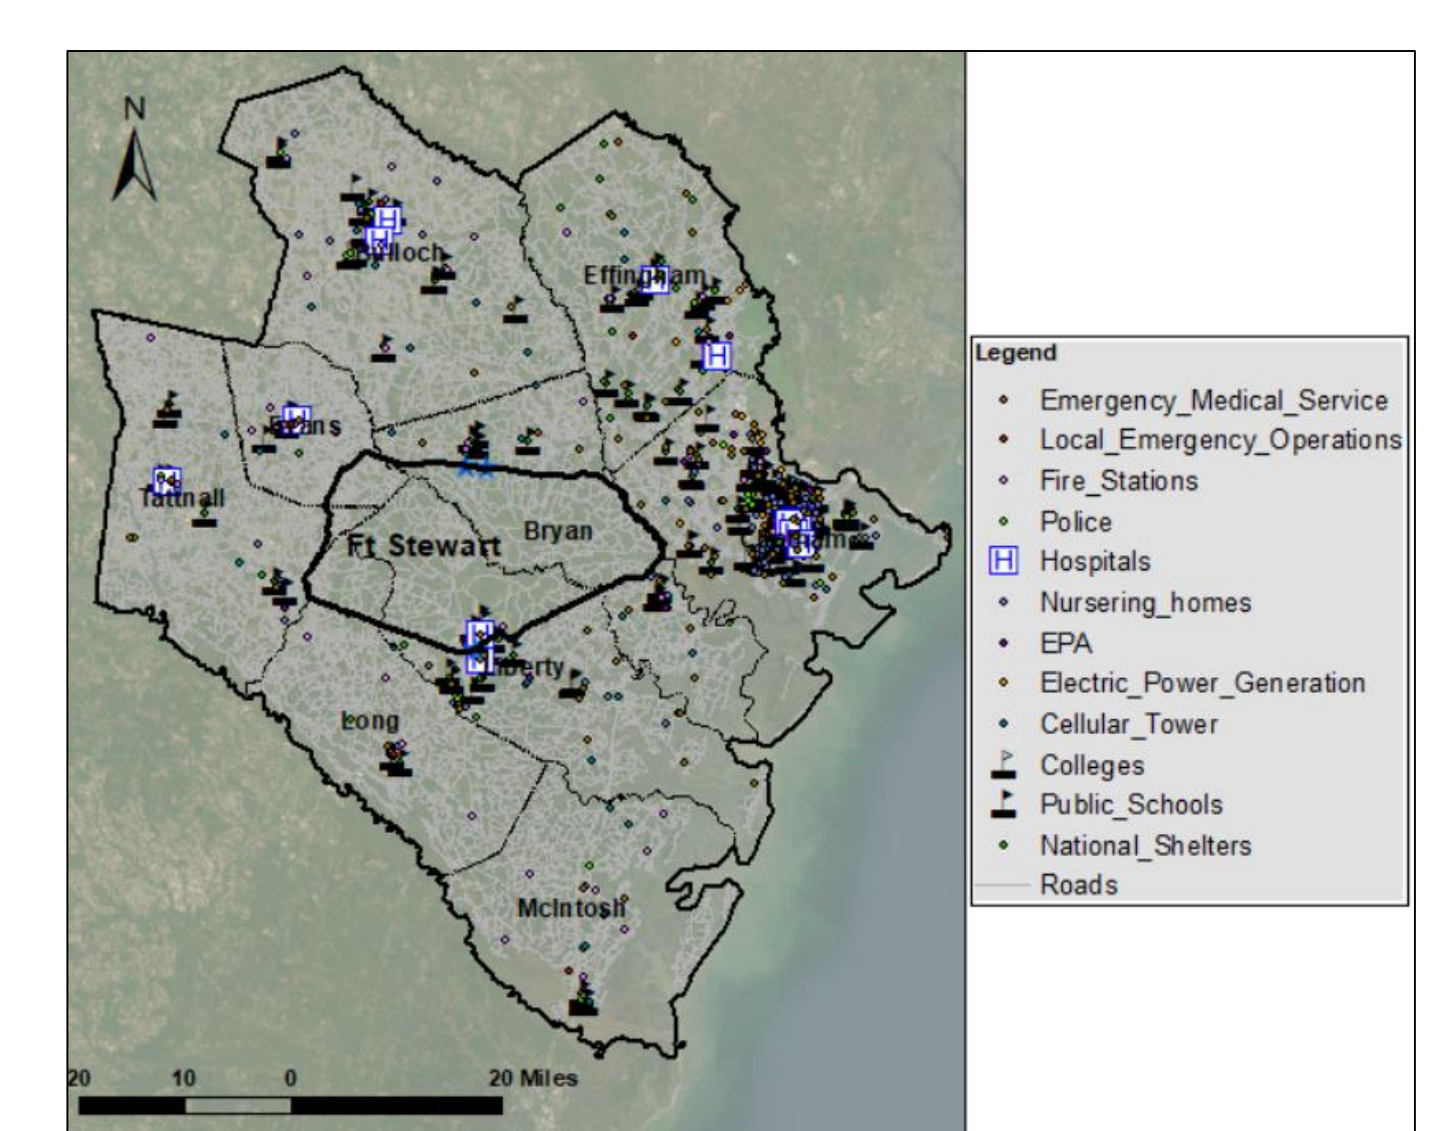 N
Bulloch
Effingham
Evans
Tattnall
Bryan
Ft Stewart
Chatham
Liberty
Long
McIntosh
20 10 0 20 Miles
Legend
Emergency_Medical_Service
Local_Emergency_Operations
Fire_Stations
Police
H Hospitals
Nursering_homes
EPA
Electric_Power_Generation
Cellular_Tower
Colleges
Public_Schools
National_Shelters
Roads